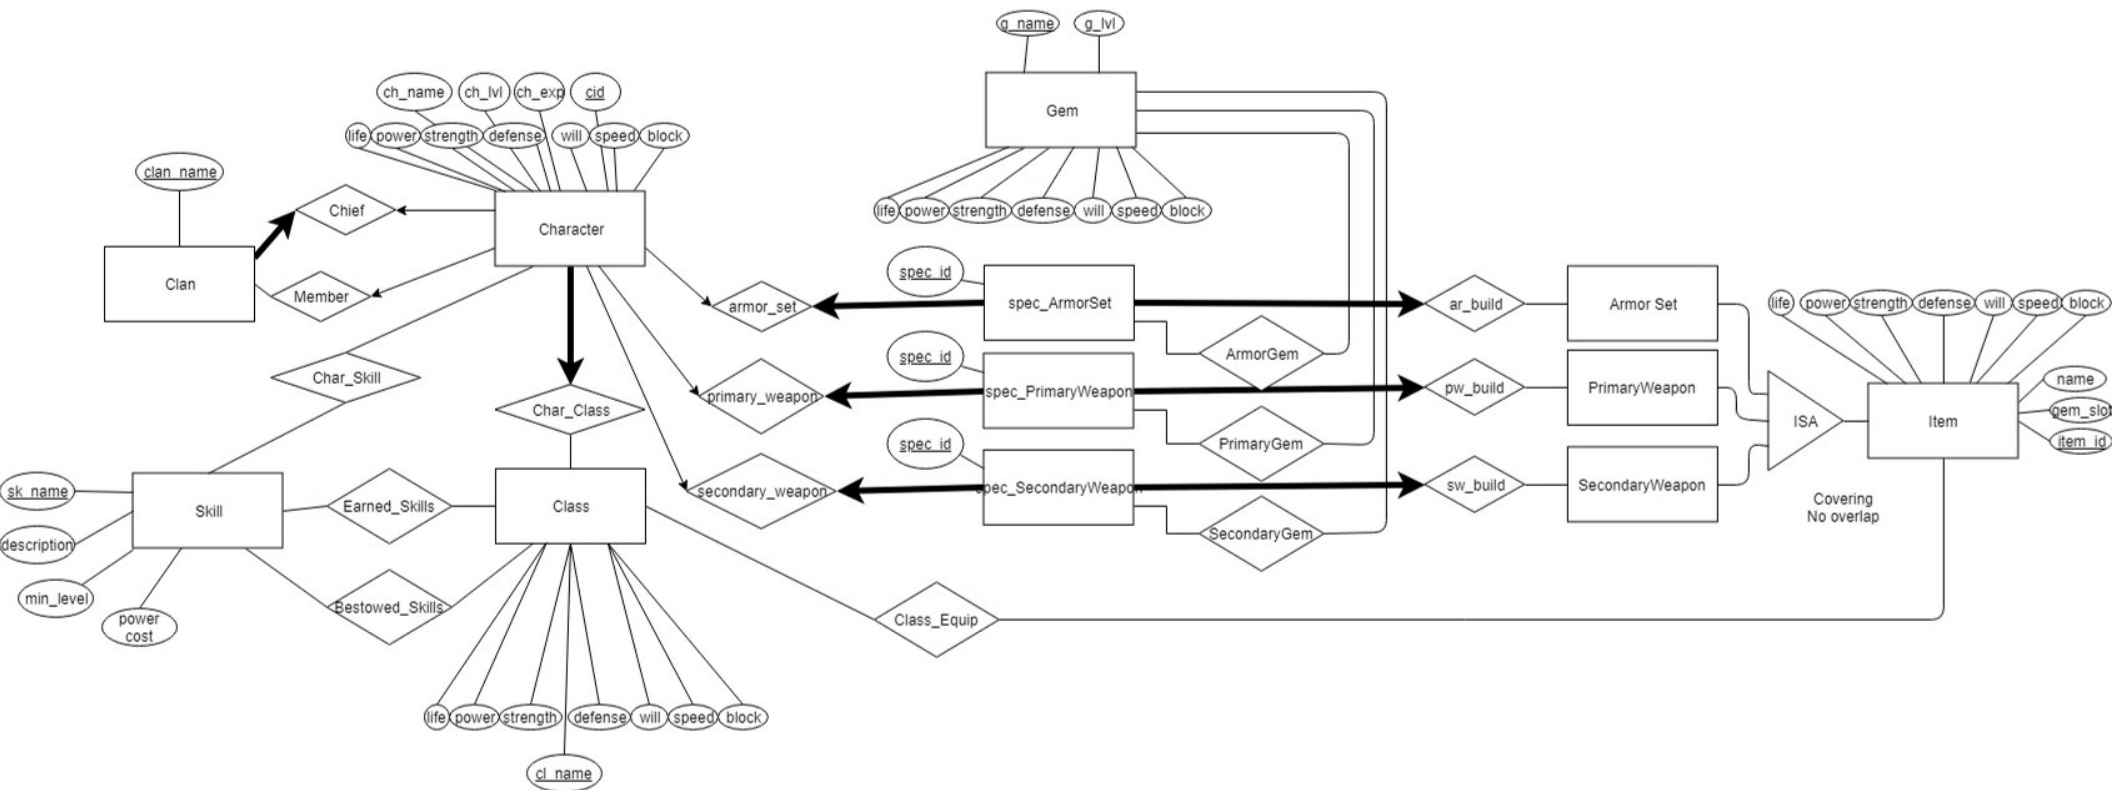 g_name
g_lvl
ch_name
ch_lvl
ch_exp
cid
life
power
strength
defense
will
speed
block
Gem
clan_name
life
power
strength
defense
will
speed
block
Chief
Character
Clan
Member
armor_set
spec_id
spec_ArmorSet
ar_build
Armor Set
life
power
strength
defense
will
speed
block
ArmorGem
Char_Skill
spec_id
primary_weapon
spec_PrimaryWeapon
pw_build
PrimaryWeapon
name
Char_Class
gem_slot
ISA
Item
item_id
spec_id
PrimaryGem
sk_name
Skill
Earned_Skills
Class
secondary_weapon
spec_SecondaryWeapon
sw_build
SecondaryWeapon
Covering
No overlap
description
SecondaryGem
min_level
power
cost
Bestowed_Skills
Class_Equip
life
power
strength
defense
will
speed
block
cl_name